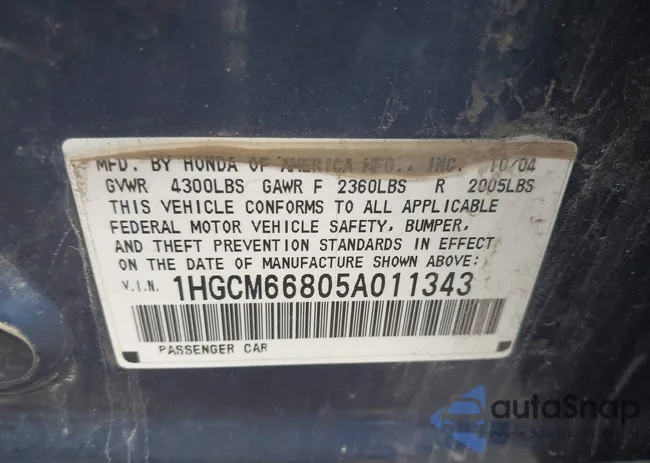 MFD. BY HONDA OF AMERICA MFG., INC. 10/04
GVWR 4300LBS GAWR F 2360LBS R 2005LBS
THIS VEHICLE CONFORMS TO ALL APPLICABLE
FEDERAL MOTOR VEHICLE SAFETY, BUMPER,
AND THEFT PREVENTION STANDARDS IN EFFECT
ON THE DATE OF MANUFACTURE SHOWN ABOVE:
V.I.N. 1HGCM66805A011343
PASSENGER CAR
autoSnap